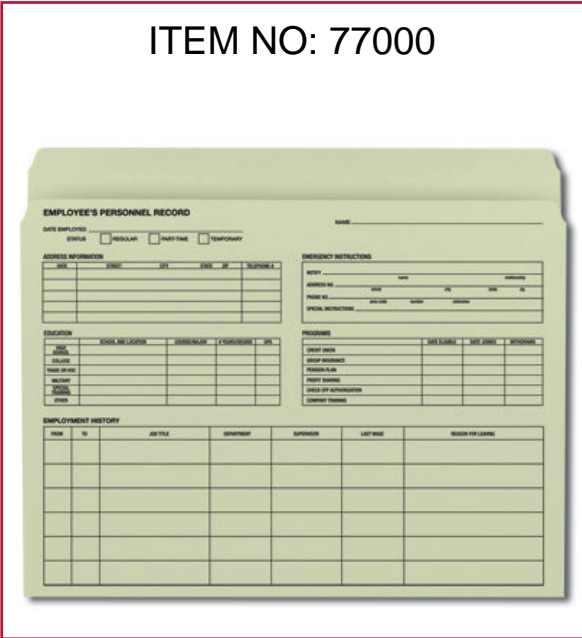 ITEM NO: 77000
EMPLOYEE'S PERSONNEL RECORD
NAME
DATE EMPLOYED
STATUS REGULAR PART-TIME TEMPORARY
ADDRESS INFORMATION
DATE STREET CITY STATE ZIP TELEPHONE #
EMERGENCY INSTRUCTIONS
NOTIFY
name relationship
ADDRESS NO.
street city state zip
PHONE NO.
area code number extension
SPECIAL INSTRUCTIONS
EDUCATION
SCHOOL AND LOCATION COURSE/MAJOR # YEARS/DEGREE GPA
HIGH
SCHOOL
COLLEGE
TRADE OR VOC
MILITARY
SPECIAL
TRAINING
OTHER
PROGRAMS
DATE ELIGIBLE DATE JOINED WITHDRAWN
CREDIT UNION
GROUP INSURANCE
PENSION PLAN
PROFIT SHARING
CHECK OFF AUTHORIZATION
COMPANY TRAINING
EMPLOYMENT HISTORY
FROM TO JOB TITLE DEPARTMENT SUPERVISOR LAST WAGE REASON FOR LEAVING